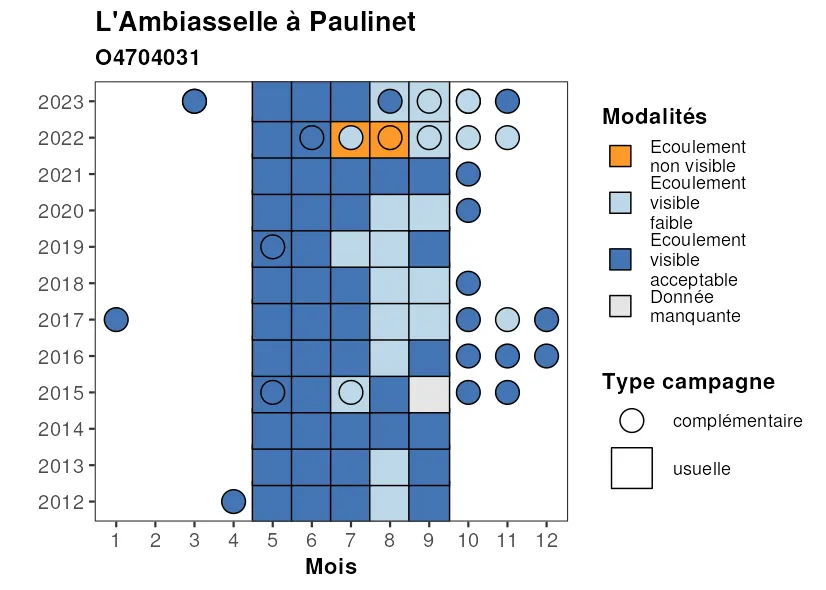 L'Ambiasselle à Paulinet
O4704031
2023
2022
2021
2020
2019
2018
2017
2016
2015
2014
2013
2012
1 2 3 4 5 6 7 8 9 10 11 12
Mois
Modalités
Ecoulement
non visible
Ecoulement
visible
faible
Ecoulement
visible
acceptable
Donnée
manquante
Type campagne
complémentaire
usuelle